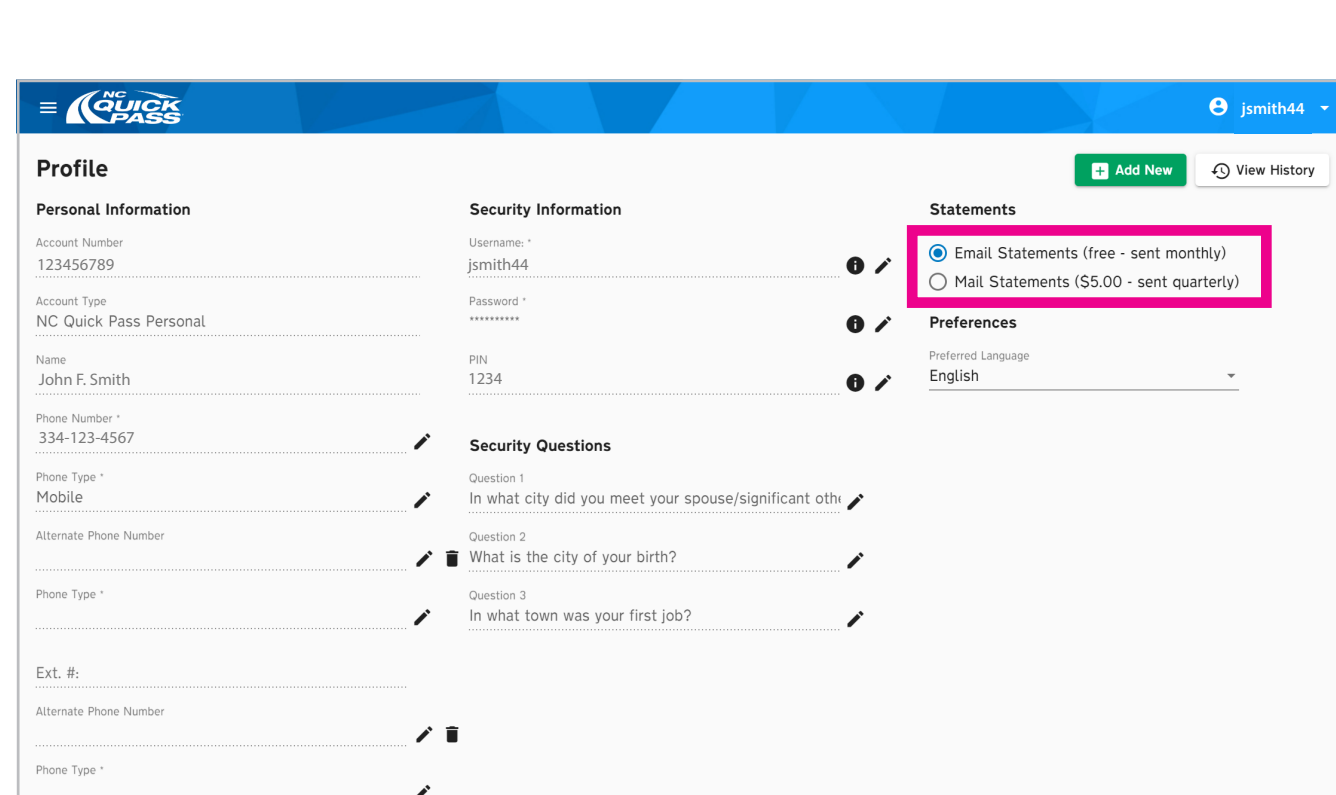 NC
QUICK
PASS
jsmith44
Profile
Add New
View History
Personal Information
Account Number
123456789
Account Type
NC Quick Pass Personal
Name
John F. Smith
Phone Number *
334-123-4567
Phone Type *
Mobile
Alternate Phone Number
Phone Type *
Ext. #:
Alternate Phone Number
Phone Type *
Security Information
Username: *
jsmith44
Password *
**********
PIN
1234
Security Questions
Question 1
In what city did you meet your spouse/significant othe
Question 2
What is the city of your birth?
Question 3
In what town was your first job?
Statements
Email Statements (free - sent monthly)
Mail Statements ($5.00 - sent quarterly)
Preferences
Preferred Language
English